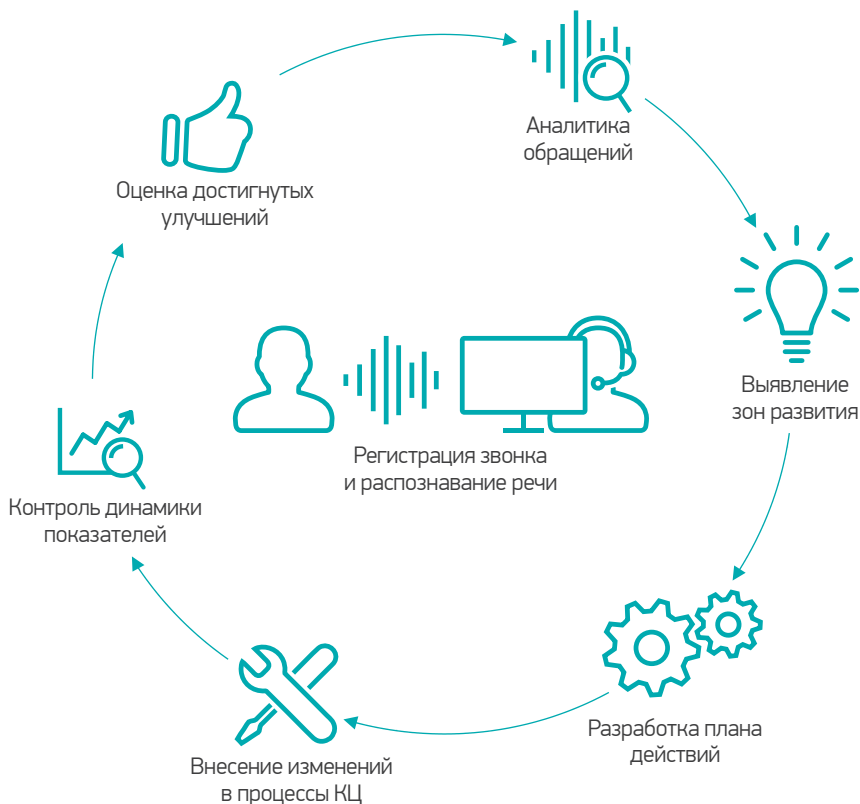 Аналитика
обращений
Оценка достигнутых
улучшений
Выявление
зон развития
Регистрация звонка
и распознавание речи
Контроль динамики
показателей
Разработка плана
действий
Внесение изменений
в процессы КЦ